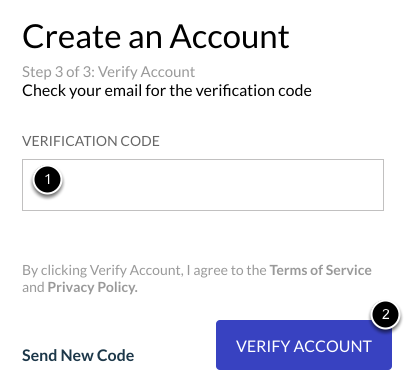 Create an Account
Step 3 of 3: Verify Account
Check your email for the verification code
VERIFICATION CODE
1
By clicking Verify Account, I agree to the Terms of Service
and Privacy Policy.
2
Send New Code
VERIFY ACCOUNT